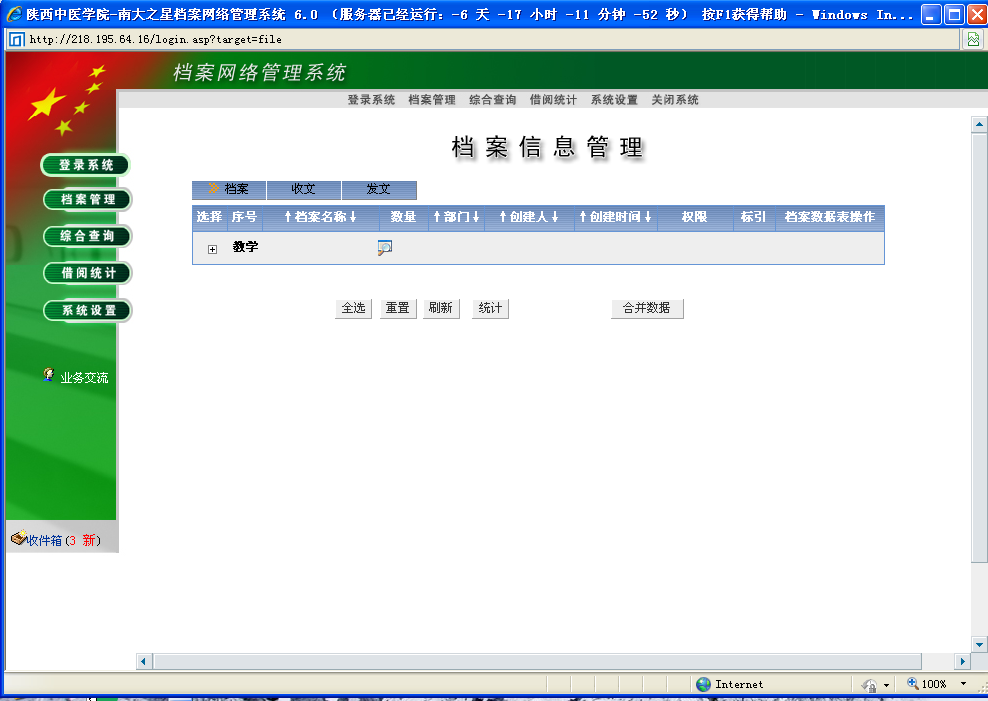 陕西中医学院-南大之星档案网络管理系统 6.0 （服务器已经运行：-6 天 -17 小时 -11 分钟 -52 秒） 按F1获得帮助 - Windows In...
http://218.195.64.16/login.asp?target=file
档案网络管理系统
登录系统 档案管理 综合查询 借阅统计 系统设置 关闭系统
档案信息管理
登录系统
档案管理
综合查询
借阅统计
系统设置
业务交流
收件箱(3 新)
档案 收文 发文
选择 序号 ↑档案名称↓ 数量 ↑部门↓ ↑创建人↓ ↑创建时间↓ 权限 标引 档案数据表操作
教学
全选 重置 刷新 统计 合并数据
Internet 100%